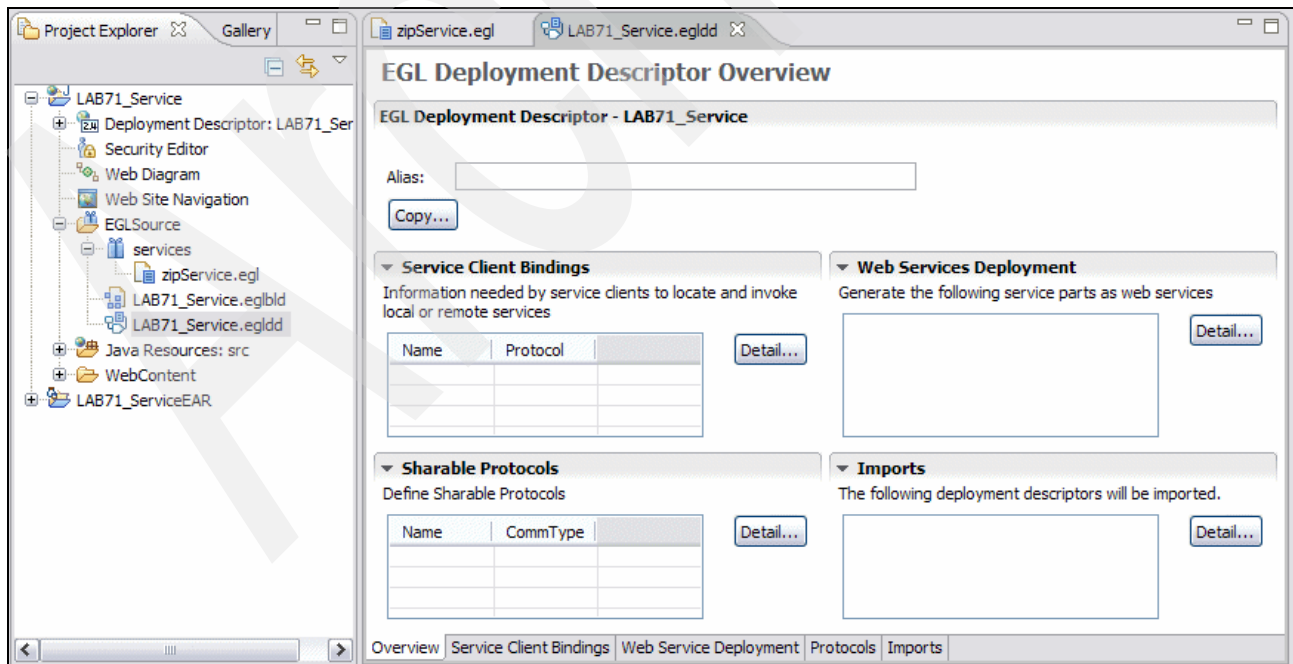 Project Explorer
Gallery
LAB71_Service
Deployment Descriptor: LAB71_Ser
Security Editor
Web Diagram
Web Site Navigation
EGLSource
services
zipService.egl
LAB71_Service.eglbld
LAB71_Service.egldd
Java Resources: src
WebContent
LAB71_ServiceEAR
zipService.egl
LAB71_Service.egldd
EGL Deployment Descriptor Overview
EGL Deployment Descriptor - LAB71_Service
Alias:
Copy...
Service Client Bindings
Information needed by service clients to locate and invoke
local or remote services
Name Protocol
Detail...
Web Services Deployment
Generate the following service parts as web services
Detail...
Sharable Protocols
Define Sharable Protocols
Name CommType
Detail...
Imports
The following deployment descriptors will be imported.
Detail...
Overview Service Client Bindings Web Service Deployment Protocols Imports